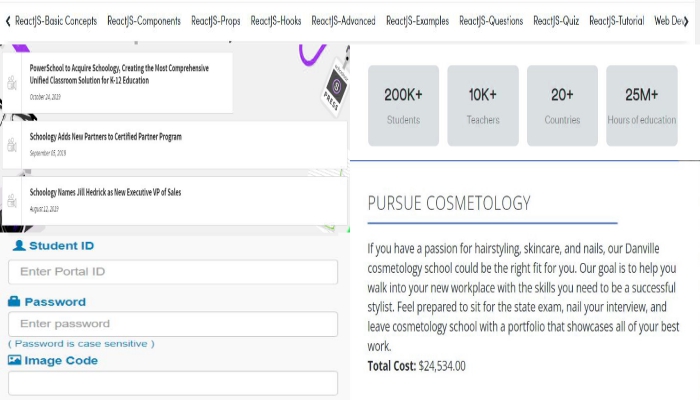 ReactJS-Basic Concepts ReactJS-Components ReactJS-Props ReactJS-Hooks ReactJS-Advanced ReactJS-Examples ReactJS-Questions ReactJS-Quiz ReactJS-Tutorial Web Dev
PowerSchool to Acquire Schoology, Creating the Most Comprehensive
Unified Classroom Solution for K-12 Education
October 24, 2019
PRESS
Schoology Adds New Partners to Certified Partner Program
September 05, 2019
Schoology Names Jill Hedrick as New Executive VP of Sales
August 12, 2019
Student ID
Enter Portal ID
Password
Enter password
( Password is case sensitive )
Image Code
200K+
Students
10K+
Teachers
20+
Countries
25M+
Hours of education
PURSUE COSMETOLOGY
If you have a passion for hairstyling, skincare, and nails, our Danville
cosmetology school could be the right fit for you. Our goal is to help you
walk into your new workplace with the skills you need to be a successful
stylist. Feel prepared to sit for the state exam, nail your interview, and
leave cosmetology school with a portfolio that showcases all of your best
work.
Total Cost: $24,534.00